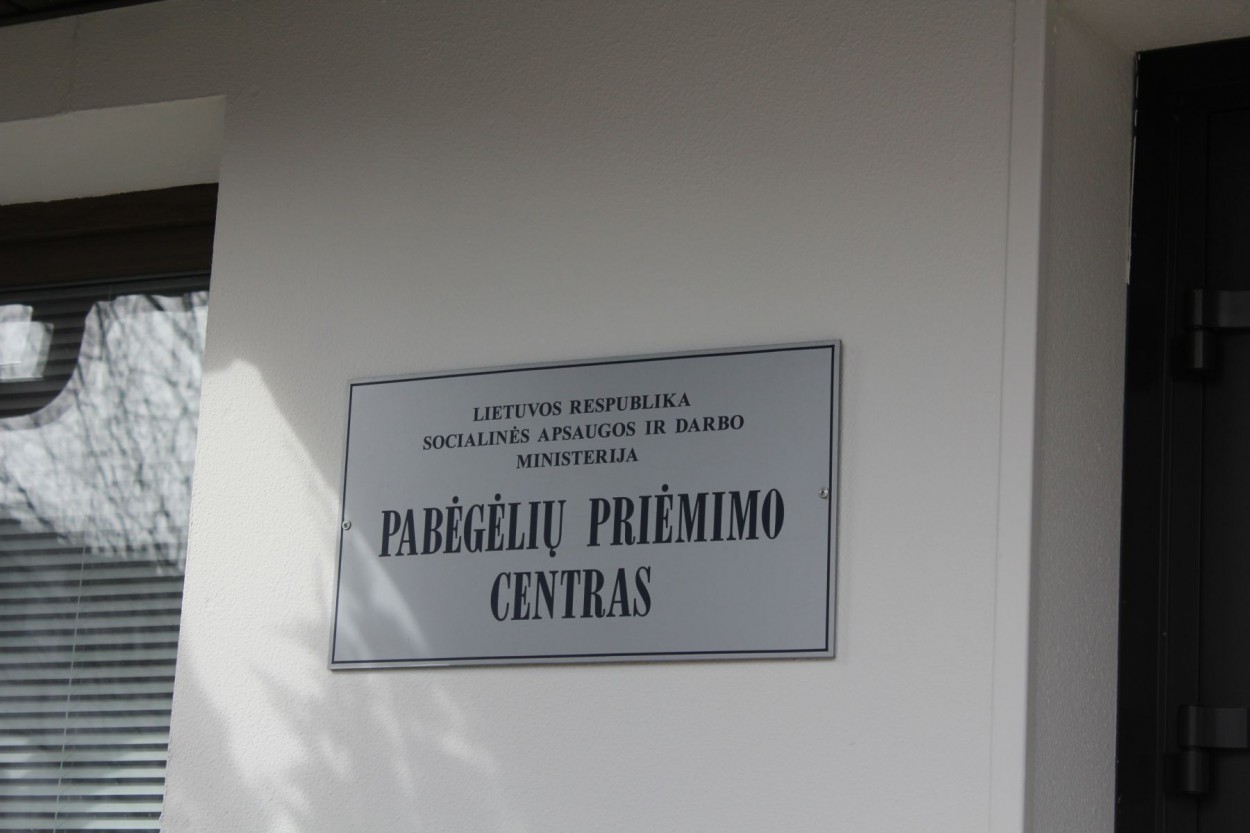 LIETUVOS RESPUBLIKA
SOCIALINĖS APSAUGOS IR DARBO
MINISTERIJA
PABĖGĖLIŲ PRIĖMIMO
CENTRAS